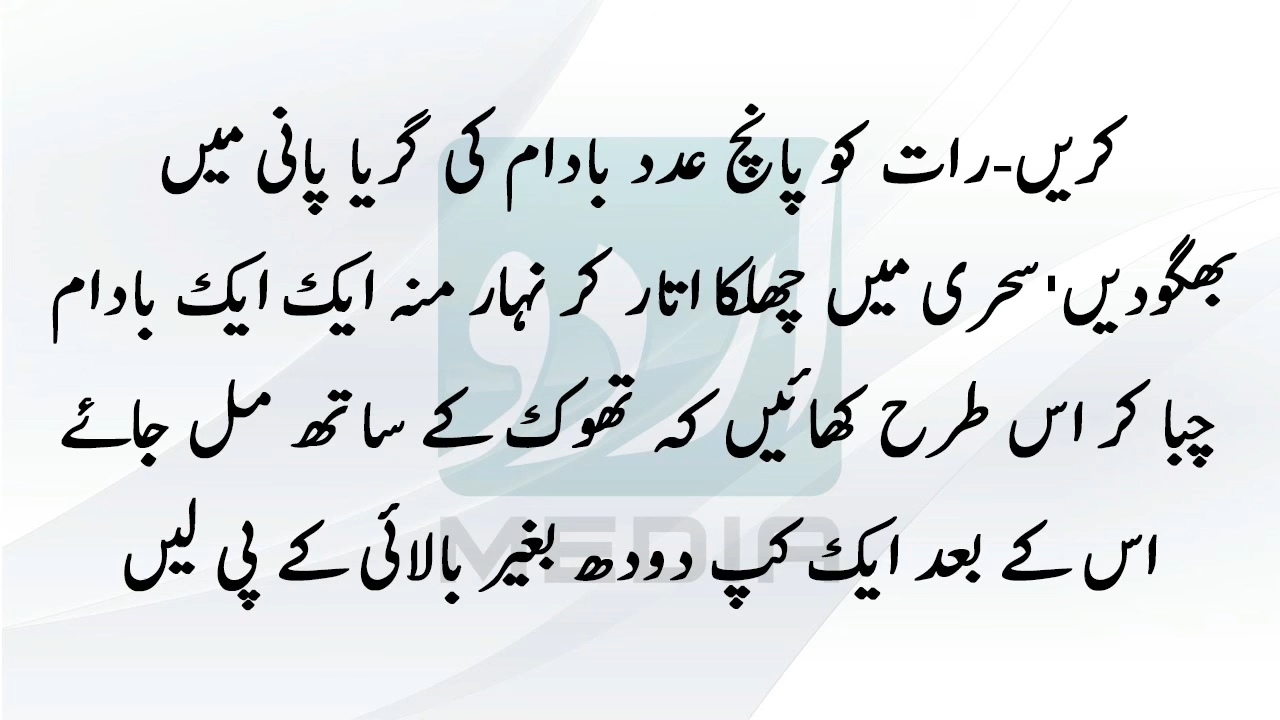 کریں-رات کو پانچ عدد بادام کی گریا پانی میں
بھگودیں'سحری میں چھلکا اتار کر نہار منہ ایک ایک بادام
چبا کر اس طرح کھائیں کہ تھوک کے ساتھ مل جائے
اس کے بعد ایک کپ دودھ بغیر بالائی کے پی لیں
اردو
MEDIA